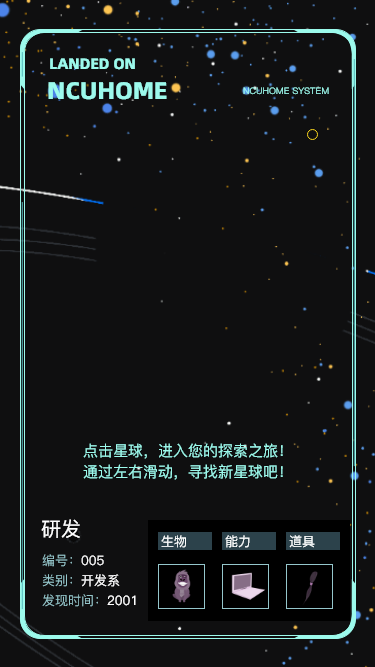 LANDED ON
NCUHOME
NCUHOME SYSTEM
点击星球，进入您的探索之旅！
通过左右滑动，寻找新星球吧！
研发
编号：005
类别：开发系
发现时间：2001
生物 能力 道具